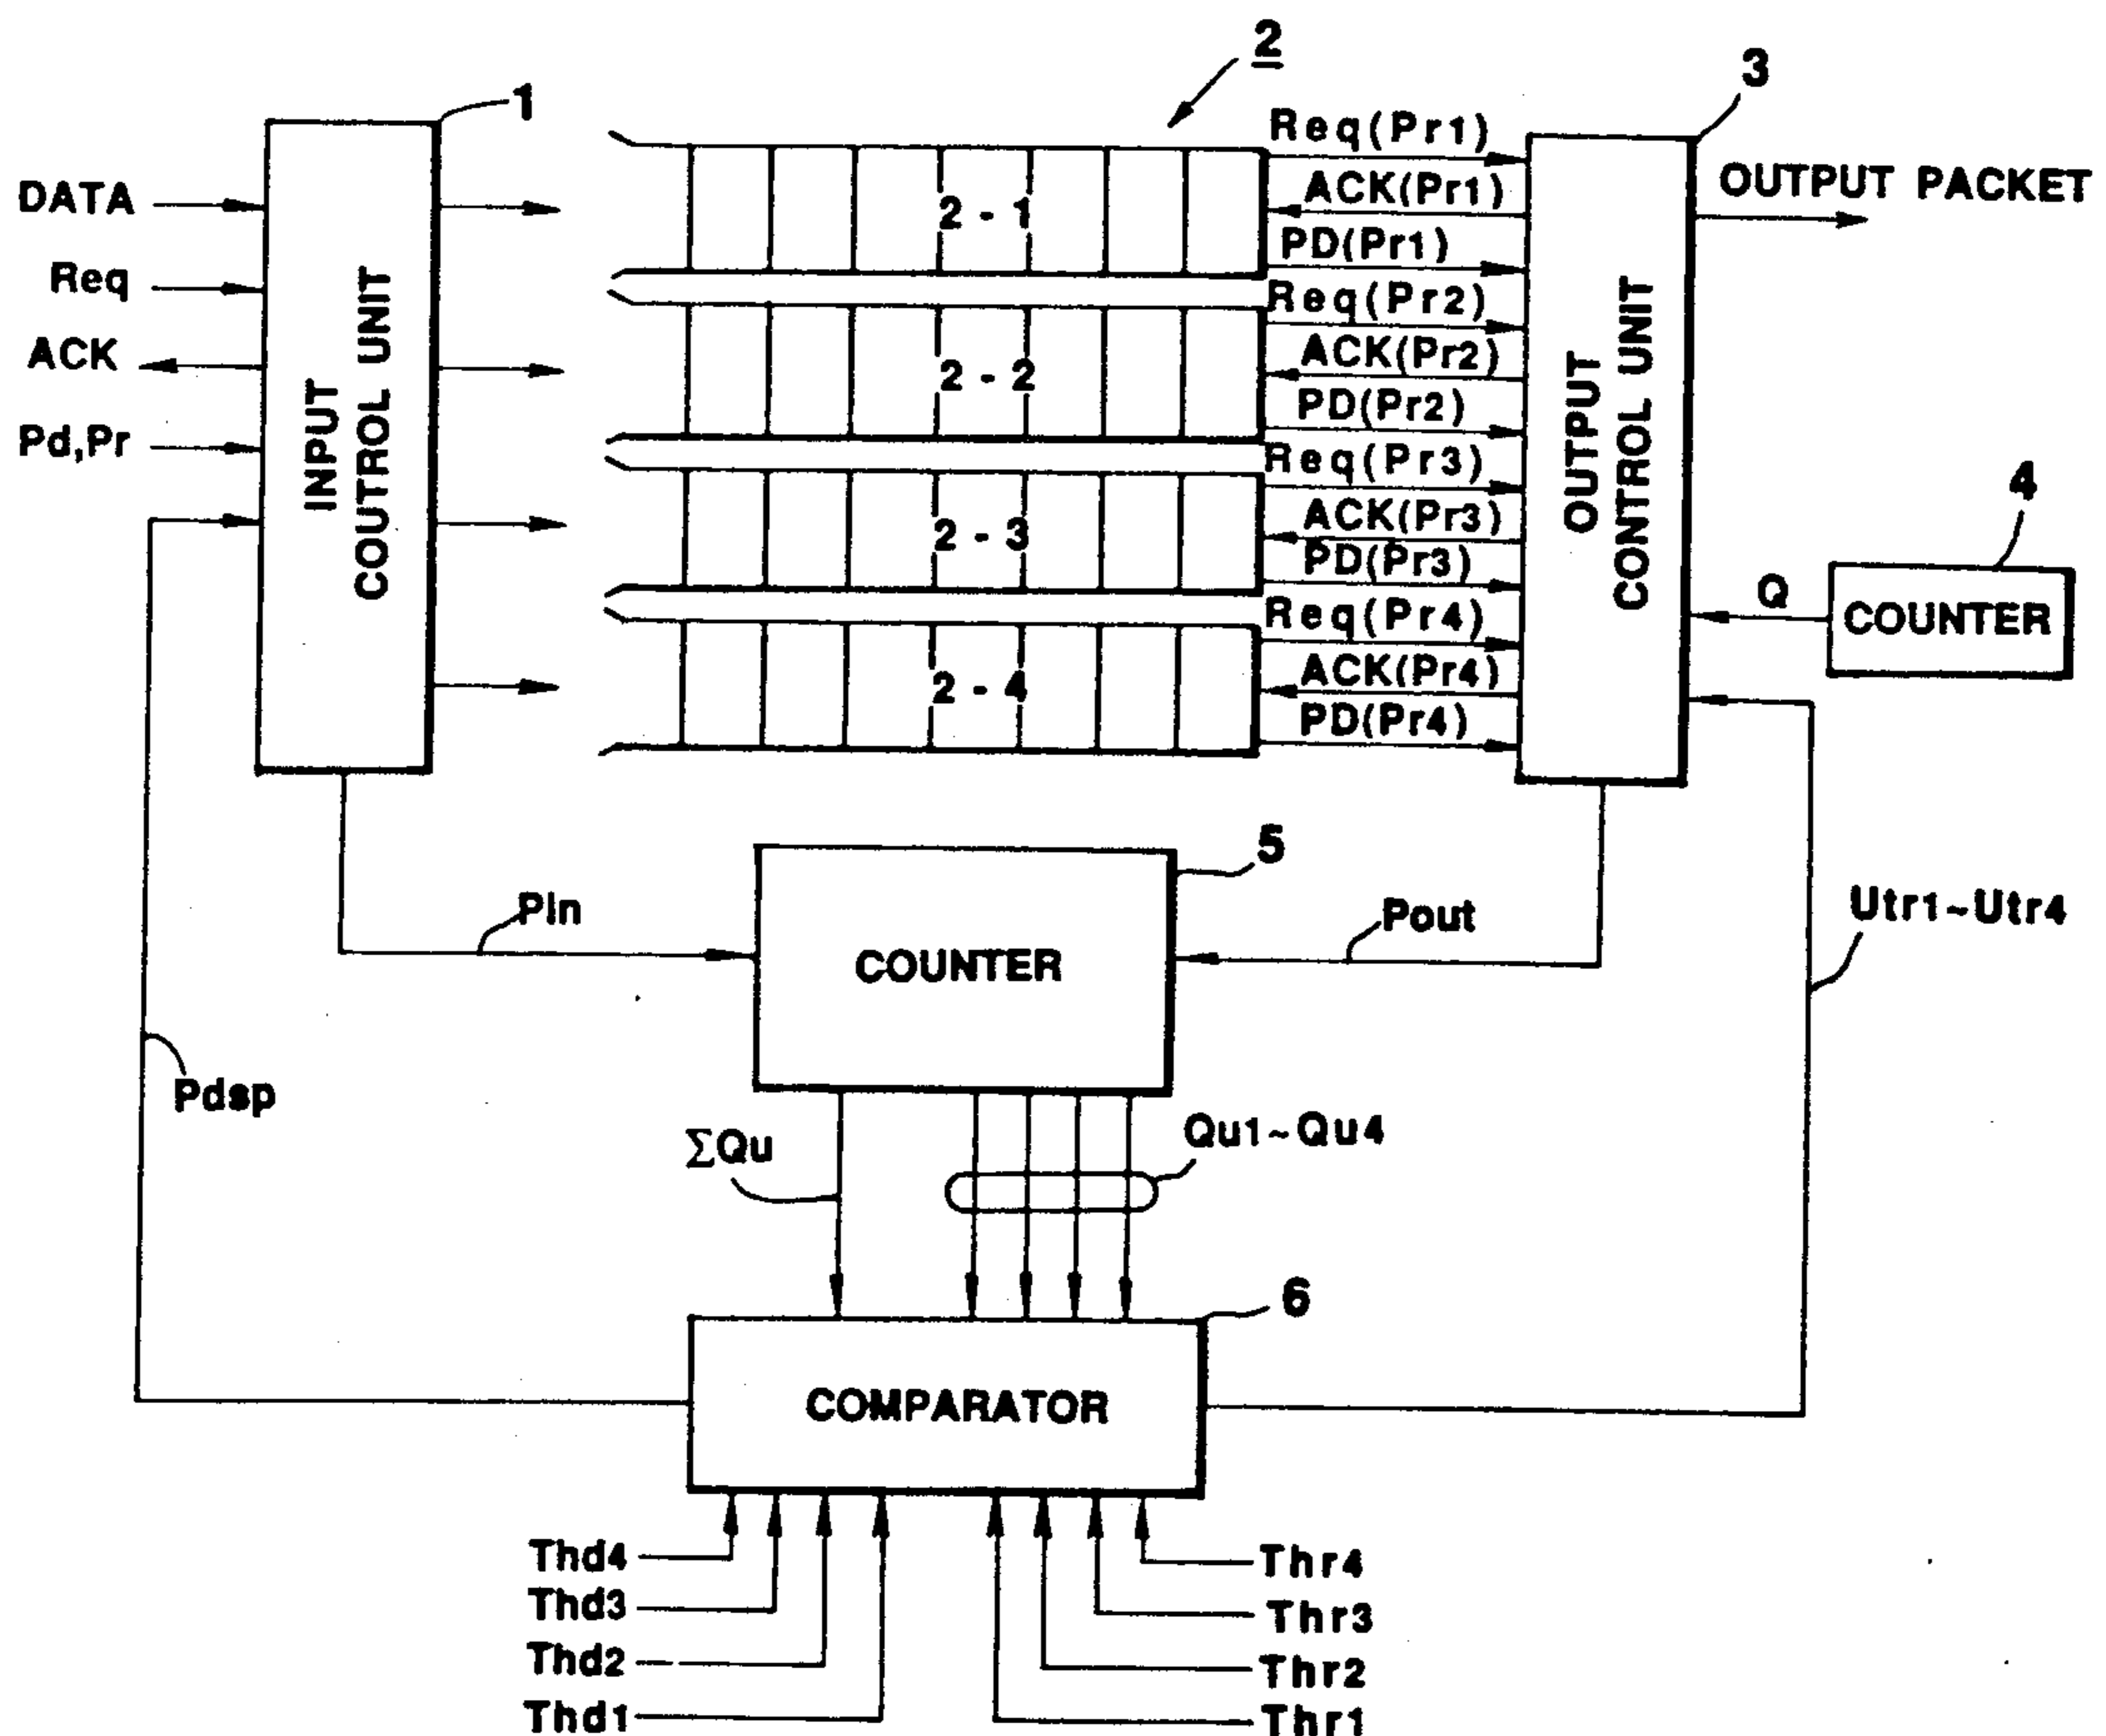 2
1
3
DATA
Req
ACK
Pd,Pr
INPUT
COUTROL UNIT
2 - 1
2 - 2
2 - 3
2 - 4
Req(Pr1)
ACK(Pr1)
PD(Pr1)
Req(Pr2)
ACK(Pr2)
PD(Pr2)
Req(Pr3)
ACK(Pr3)
PD(Pr3)
Req(Pr4)
ACK(Pr4)
PD(Pr4)
OUTPUT
CONTROL UNIT
OUTPUT PACKET
4
Q
COUNTER
5
PIn
COUNTER
Pout
Utr1~Utr4
Pdsp
ΣQu
Qu1~Qu4
6
COMPARATOR
Thd4
Thd3
Thd2
Thd1
Thr4
Thr3
Thr2
Thr1